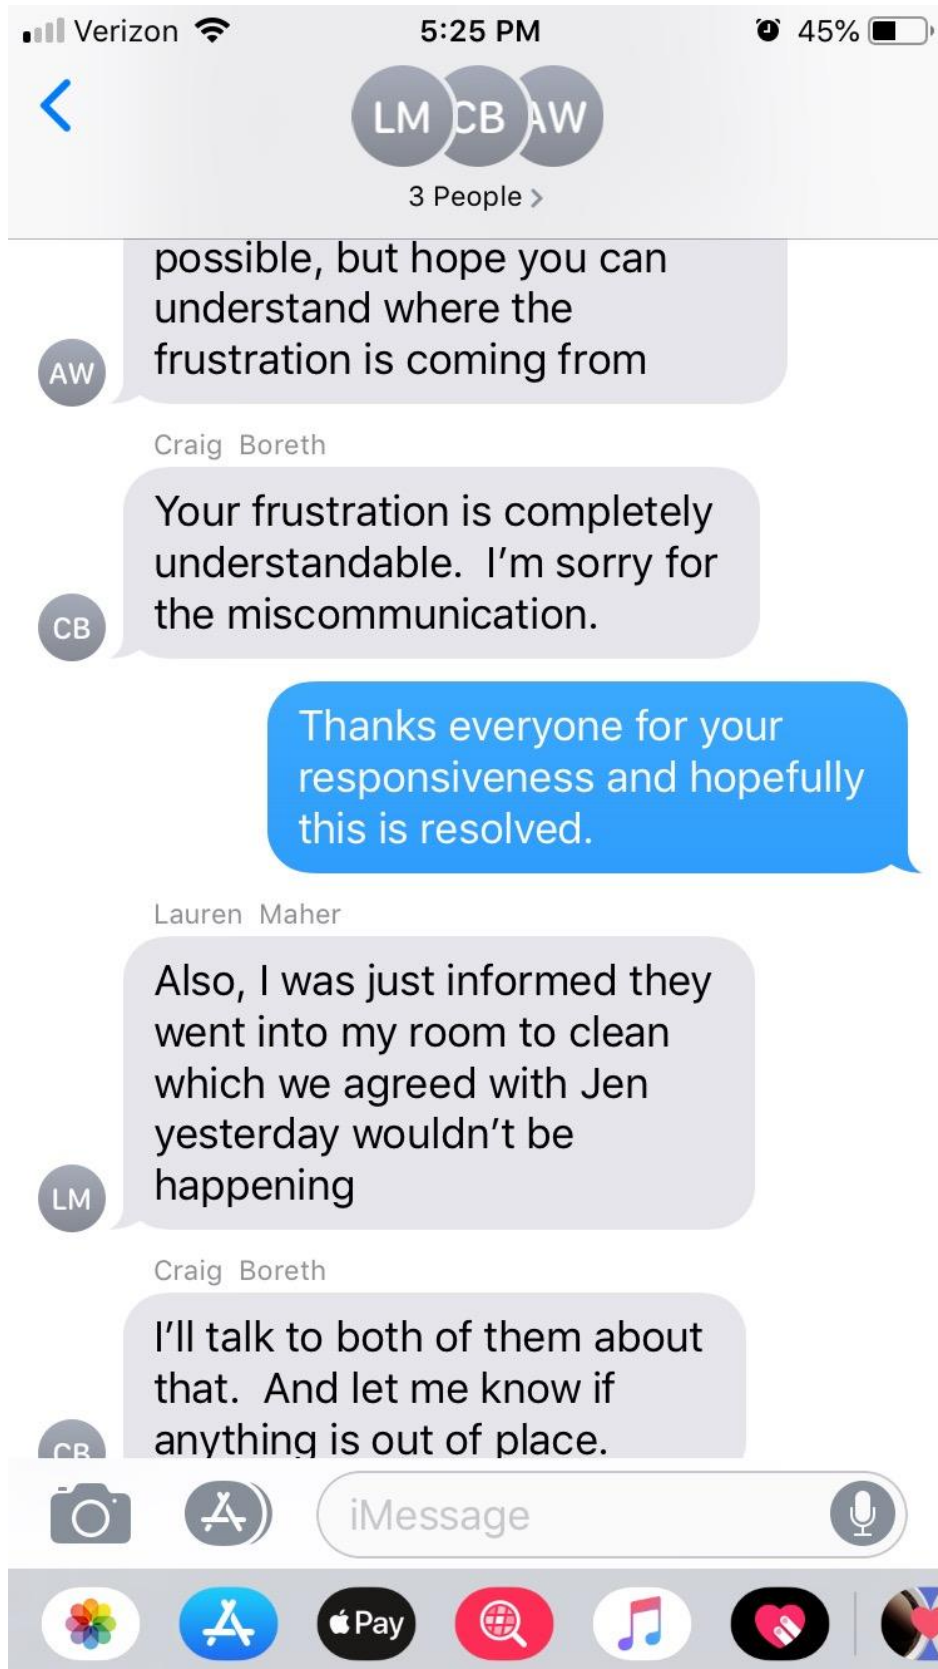 Verizon 5:25 PM 45%
LM CB AW
3 People >
possible, but hope you can
understand where the
frustration is coming from
AW
Craig Boreth
Your frustration is completely
understandable. I'm sorry for
the miscommunication.
CB
Thanks everyone for your
responsiveness and hopefully
this is resolved.
Lauren Maher
Also, I was just informed they
went into my room to clean
which we agreed with Jen
yesterday wouldn't be
happening
LM
Craig Boreth
I'll talk to both of them about
that. And let me know if
anything is out of place.
CB
iMessage
Pay